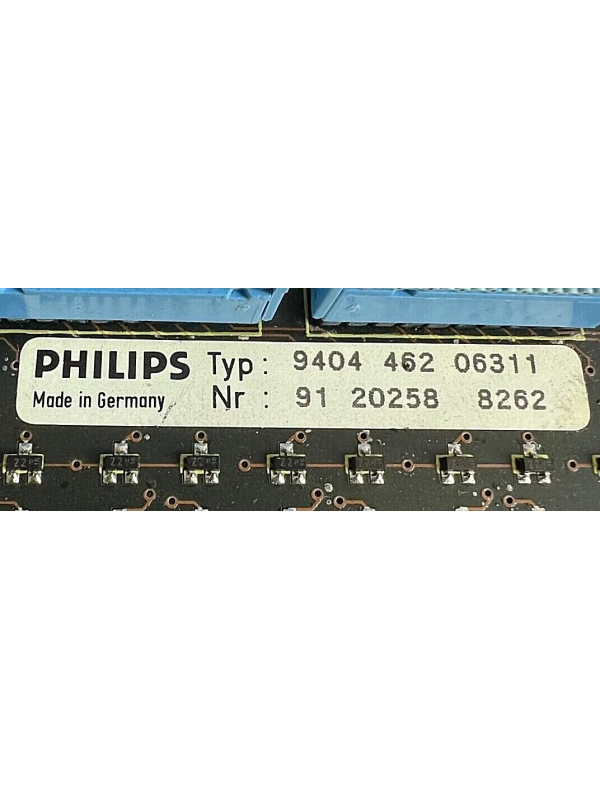 PHILIPS Typ : 9404 462 06311
Made in Germany Nr : 91 20258 8262